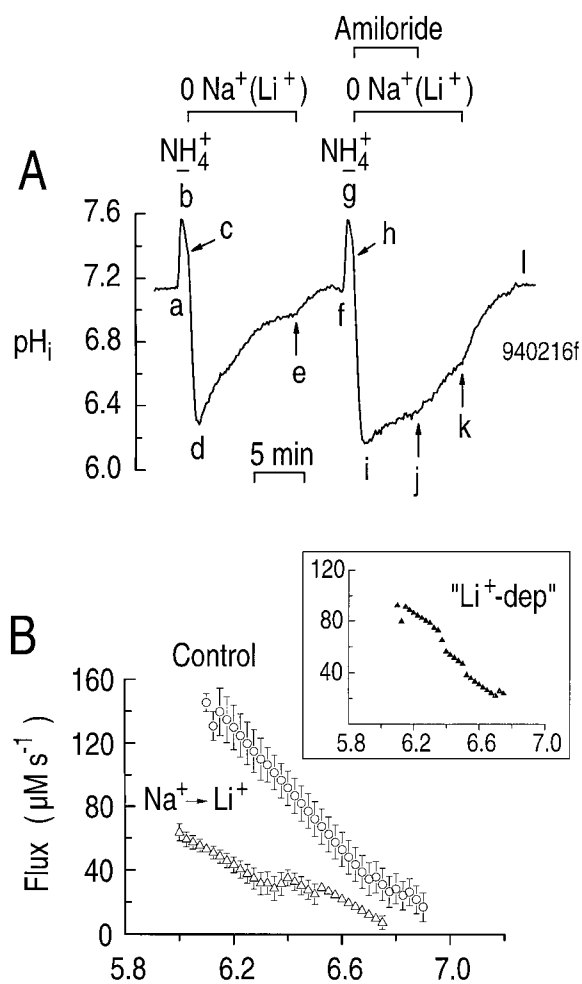 Amiloride
0 Na⁺(Li⁺) 0 Na⁺(Li⁺)
A
NH₄⁺ NH₄⁺
b g
7.6
c h
7.2
a f l
pHᵢ
940216f
6.8
e
k
6.4
d 5 min i j
6.0
B
Control
"Li⁺-dep"
120
80
40
5.8 6.2 6.6 7.0
160
120
Na⁺→Li⁺
80
40
0
Flux (μM s⁻¹)
5.8 6.2 6.6 7.0